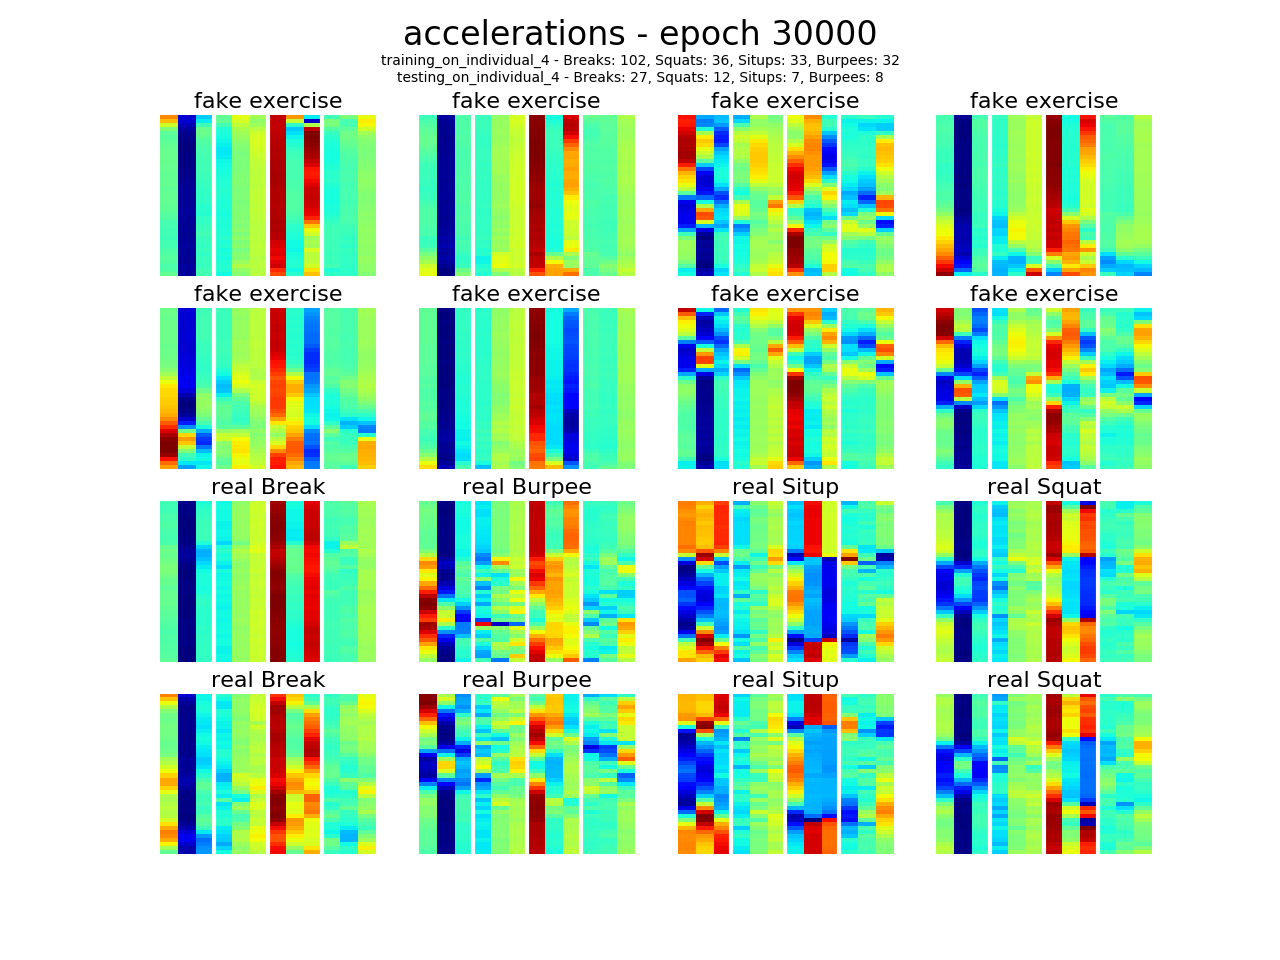 accelerations - epoch 30000
training_on_individual_4 - Breaks: 102, Squats: 36, Situps: 33, Burpees: 32
testing_on_individual_4 - Breaks: 27, Squats: 12, Situps: 7, Burpees: 8
fake exercise fake exercise fake exercise fake exercise
fake exercise fake exercise fake exercise fake exercise
real Break real Burpee real Situp real Squat
real Break real Burpee real Situp real Squat